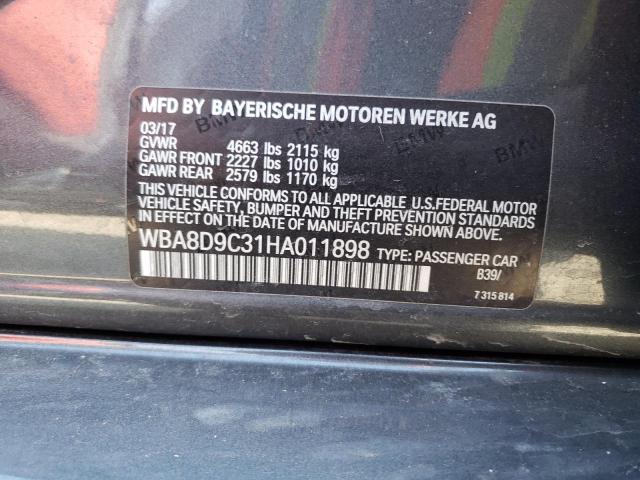 MFD BY BAYERISCHE MOTOREN WERKE AG
03/17
GVWR 4663 lbs 2115 kg
GAWR FRONT 2227 lbs 1010 kg
GAWR REAR 2579 lbs 1170 kg
THIS VEHICLE CONFORMS TO ALL APPLICABLE U.S.FEDERAL MOTOR
VEHICLE SAFETY, BUMPER AND THEFT PREVENTION STANDARDS
IN EFFECT ON THE DATE OF MANUFACTURE SHOWN ABOVE.
WBA8D9C31HA011898 TYPE: PASSENGER CAR
B39/
7 315 814